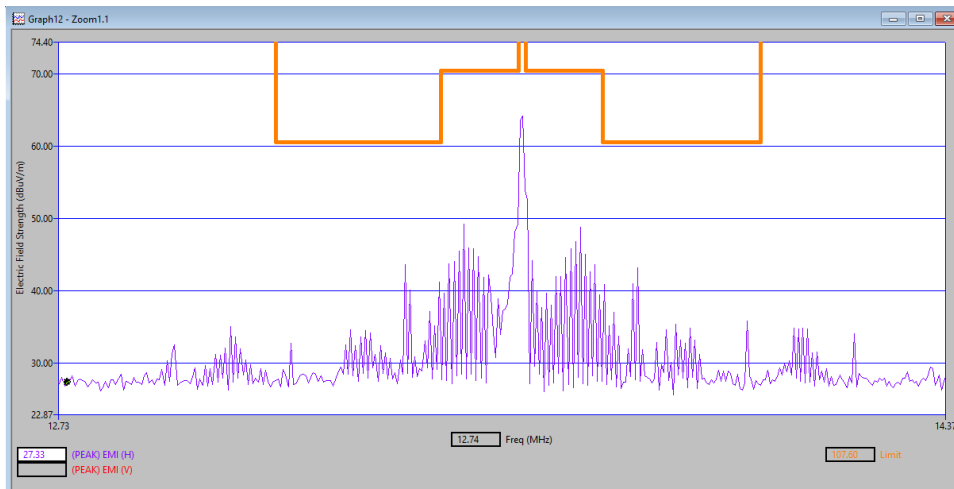 Graph12 - Zoom1.1
74.40
70.00
60.00
50.00
40.00
30.00
22.87
Electric Field Strength (dBuV/m)
12.73
14.37
12.74 Freq (MHz)
27.33 (PEAK) EMI (H)
(PEAK) EMI (V)
107.60 Limit